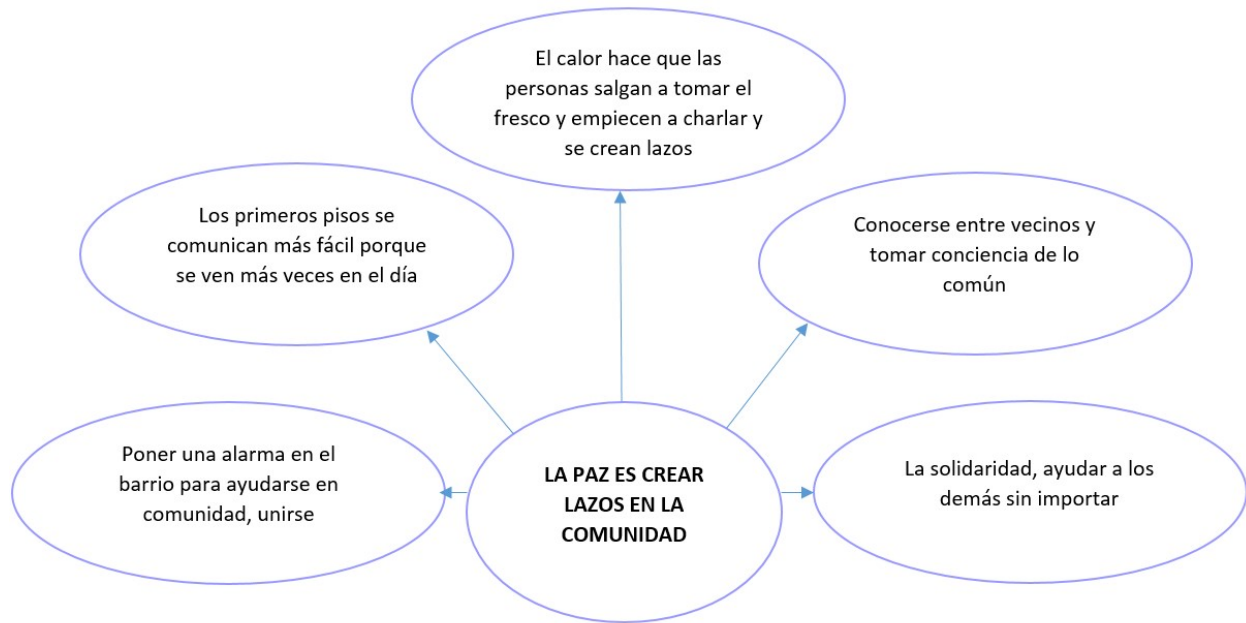 El calor hace que las
personas salgan a tomar el
fresco y empiecen a charlar y
se crean lazos
Los primeros pisos se
comunican más fácil porque
se ven más veces en el día
Conocerse entre vecinos y
tomar conciencia de lo
común
Poner una alarma en el
barrio para ayudarse en
comunidad, unirse
LA PAZ ES CREAR
LAZOS EN LA
COMUNIDAD
La solidaridad, ayudar a los
demás sin importar